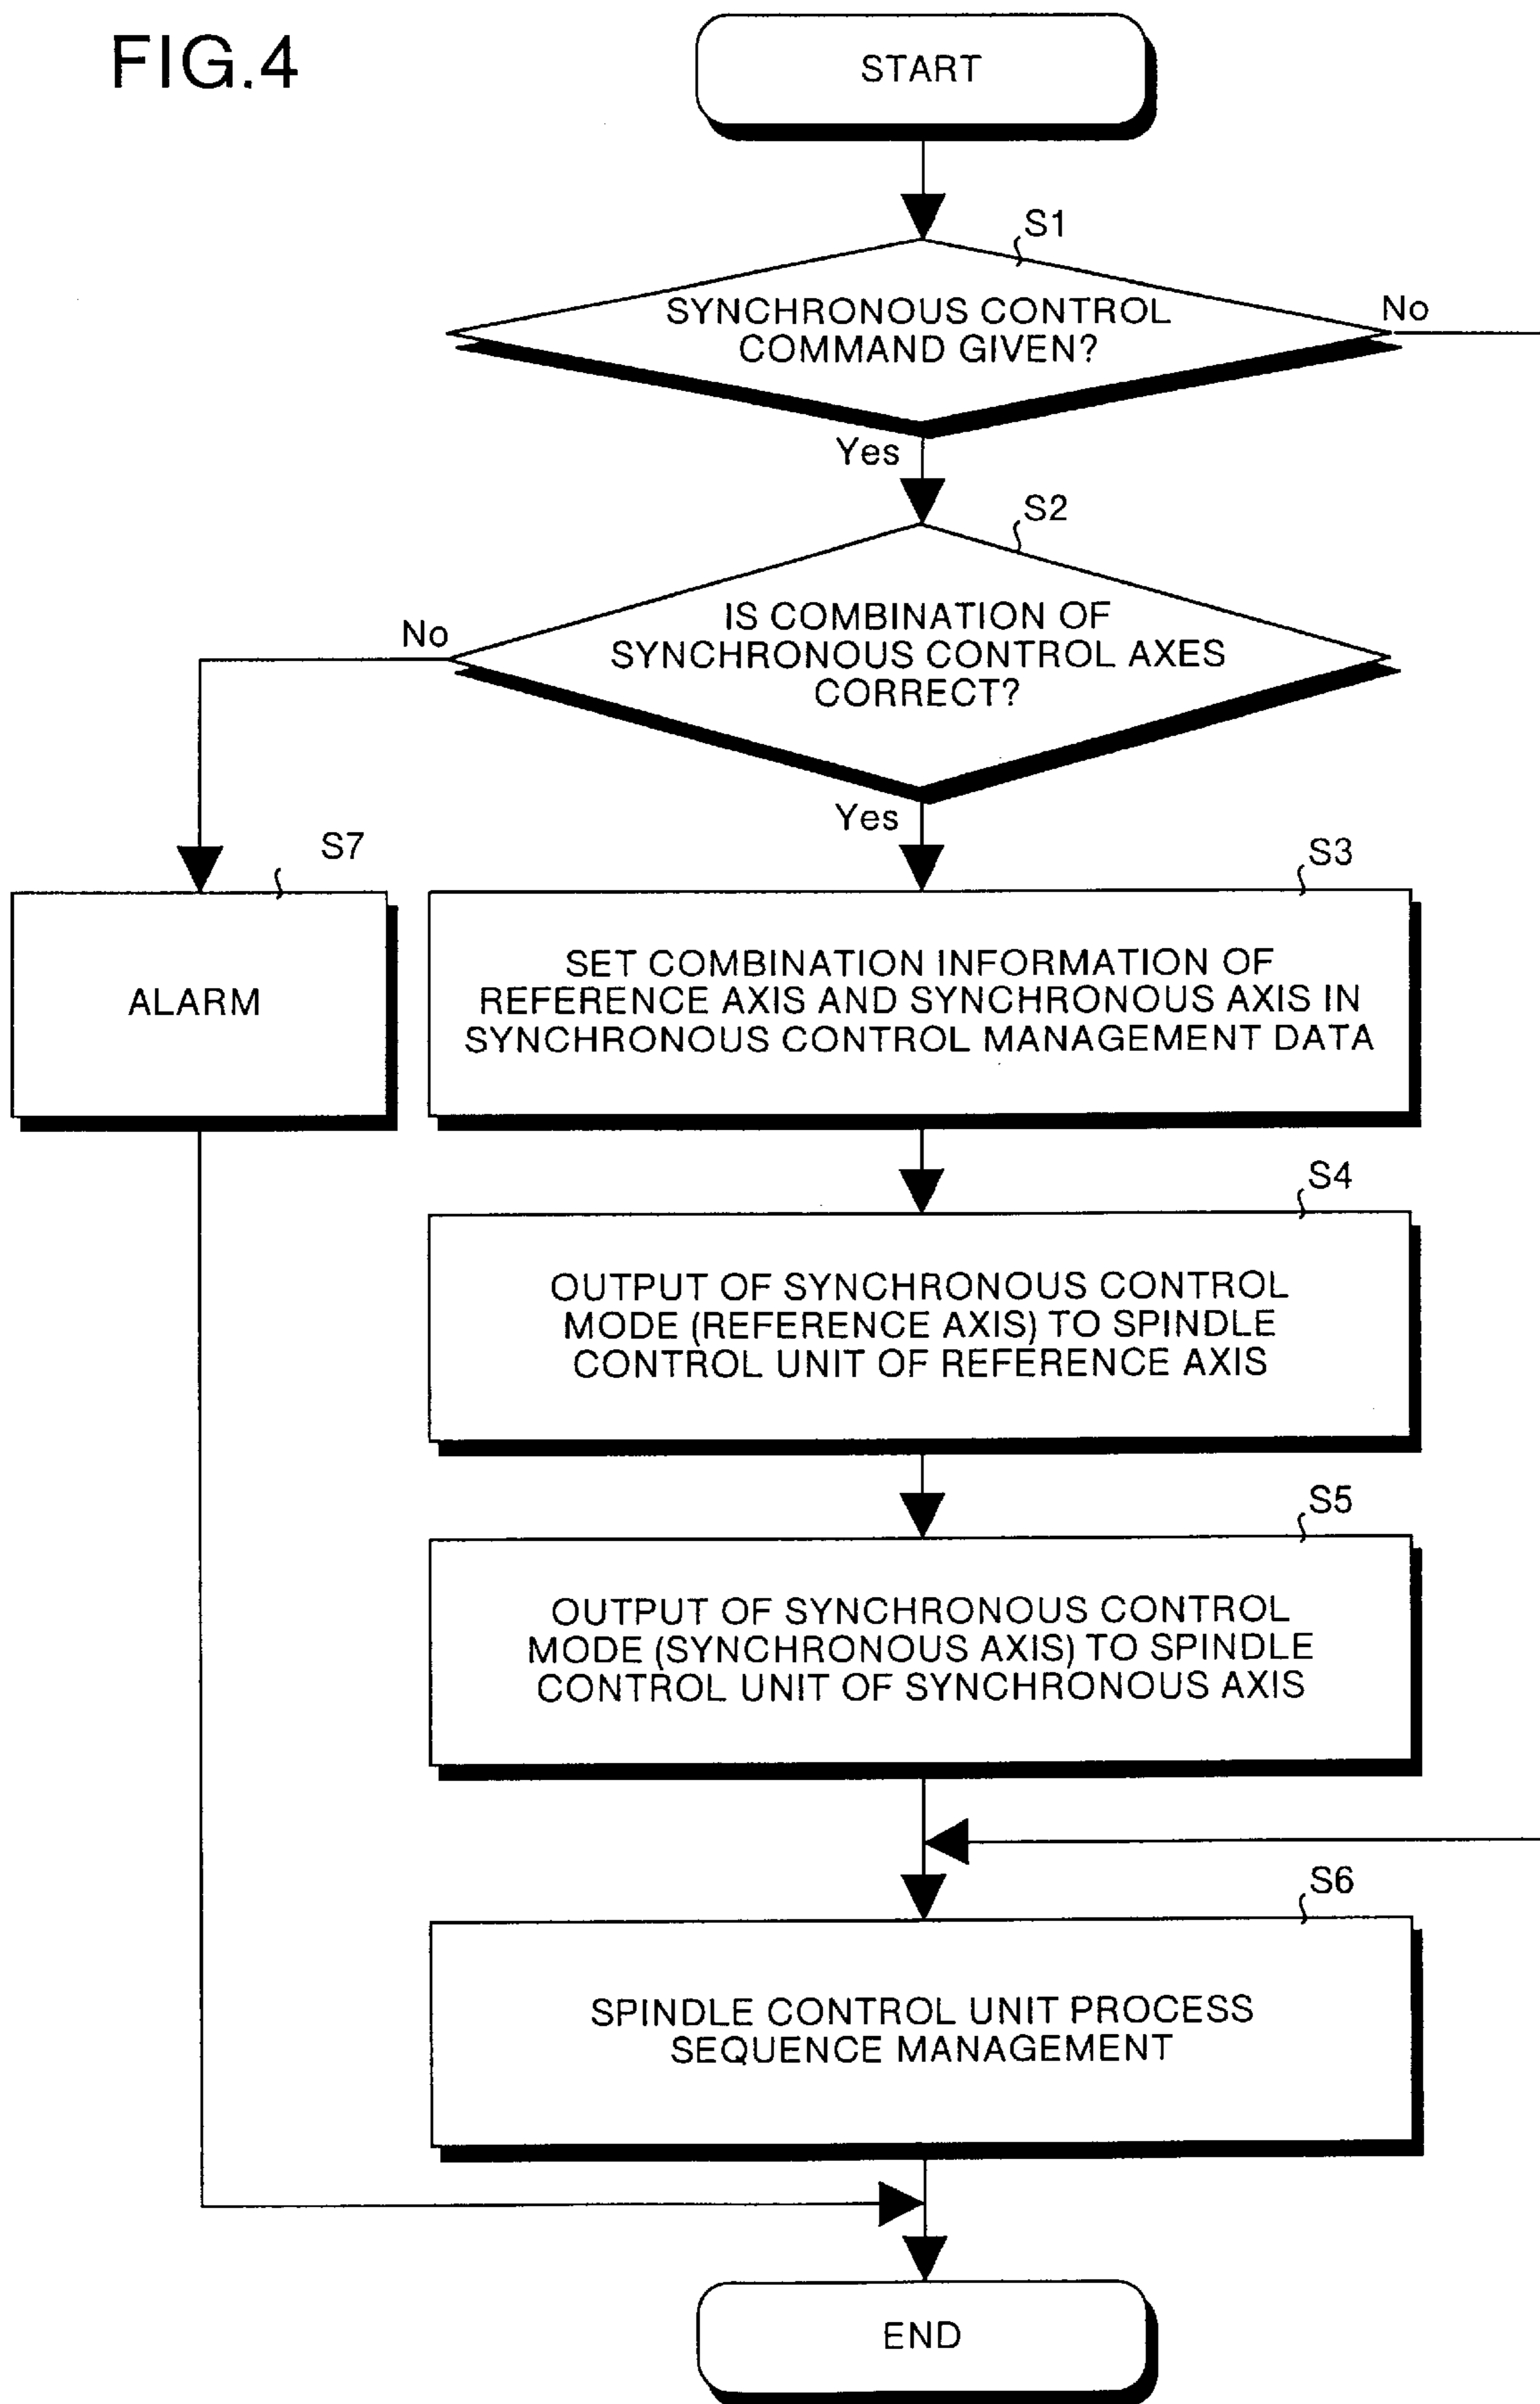 FIG.4
START
S1
SYNCHRONOUS CONTROL
COMMAND GIVEN?
No
Yes
S2
IS COMBINATION OF
SYNCHRONOUS CONTROL AXES
CORRECT?
No
Yes
S7
ALARM
S3
SET COMBINATION INFORMATION OF
REFERENCE AXIS AND SYNCHRONOUS AXIS IN
SYNCHRONOUS CONTROL MANAGEMENT DATA
S4
OUTPUT OF SYNCHRONOUS CONTROL
MODE (REFERENCE AXIS) TO SPINDLE
CONTROL UNIT OF REFERENCE AXIS
S5
OUTPUT OF SYNCHRONOUS CONTROL
MODE (SYNCHRONOUS AXIS) TO SPINDLE
CONTROL UNIT OF SYNCHRONOUS AXIS
S6
SPINDLE CONTROL UNIT PROCESS
SEQUENCE MANAGEMENT
END